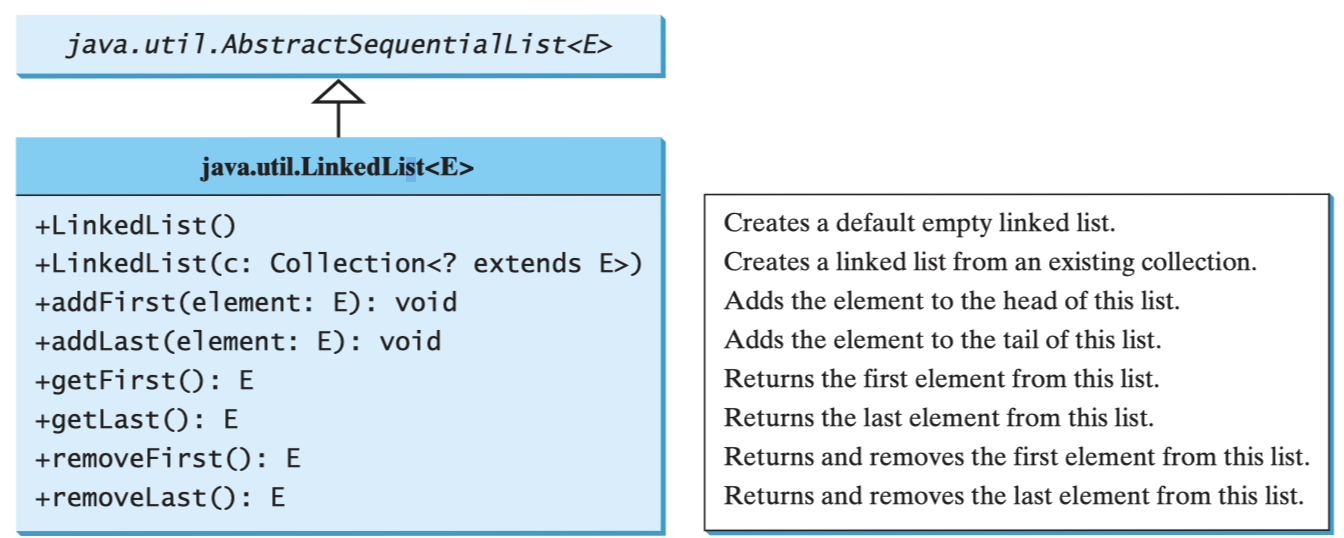 java.util.AbstractSequentialList<E>
java.util.LinkedList<E>
+LinkedList()
+LinkedList(c: Collection<? extends E>)
+addFirst(element: E): void
+addLast(element: E): void
+getFirst(): E
+getLast(): E
+removeFirst(): E
+removeLast(): E
Creates a default empty linked list.
Creates a linked list from an existing collection.
Adds the element to the head of this list.
Adds the element to the tail of this list.
Returns the first element from this list.
Returns the last element from this list.
Returns and removes the first element from this list.
Returns and removes the last element from this list.